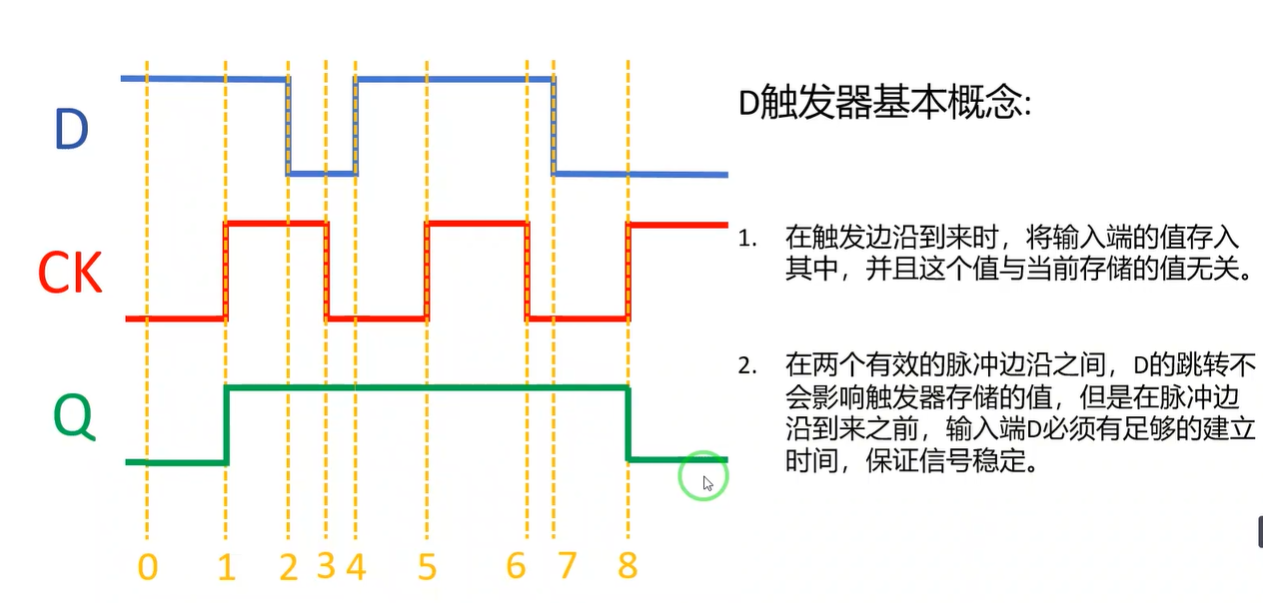 D
CK
Q
0 1 2 3 4 5 6 7 8
D触发器基本概念:
1. 在触发边沿到来时，将输入端的值存入
其中，并且这个值与当前存储的值无关。
2. 在两个有效的脉冲边沿之间，D的跳转不
会影响触发器存储的值，但是在脉冲边
沿到来之前，输入端D必须有足够的建立
时间，保证信号稳定。